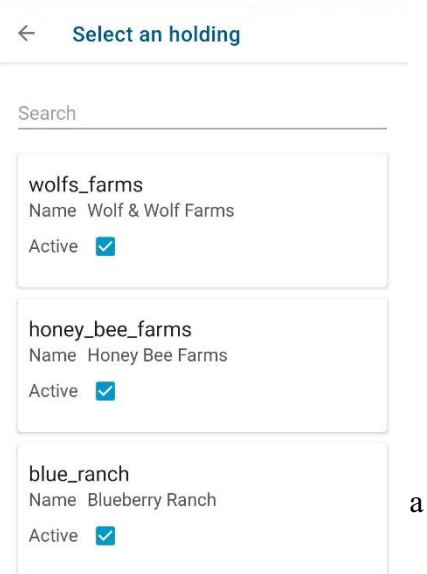 Select an holding
Search
wolfs_farms
Name Wolf & Wolf Farms
Active
honey_bee_farms
Name Honey Bee Farms
Active
blue_ranch
Name Blueberry Ranch
a
Active